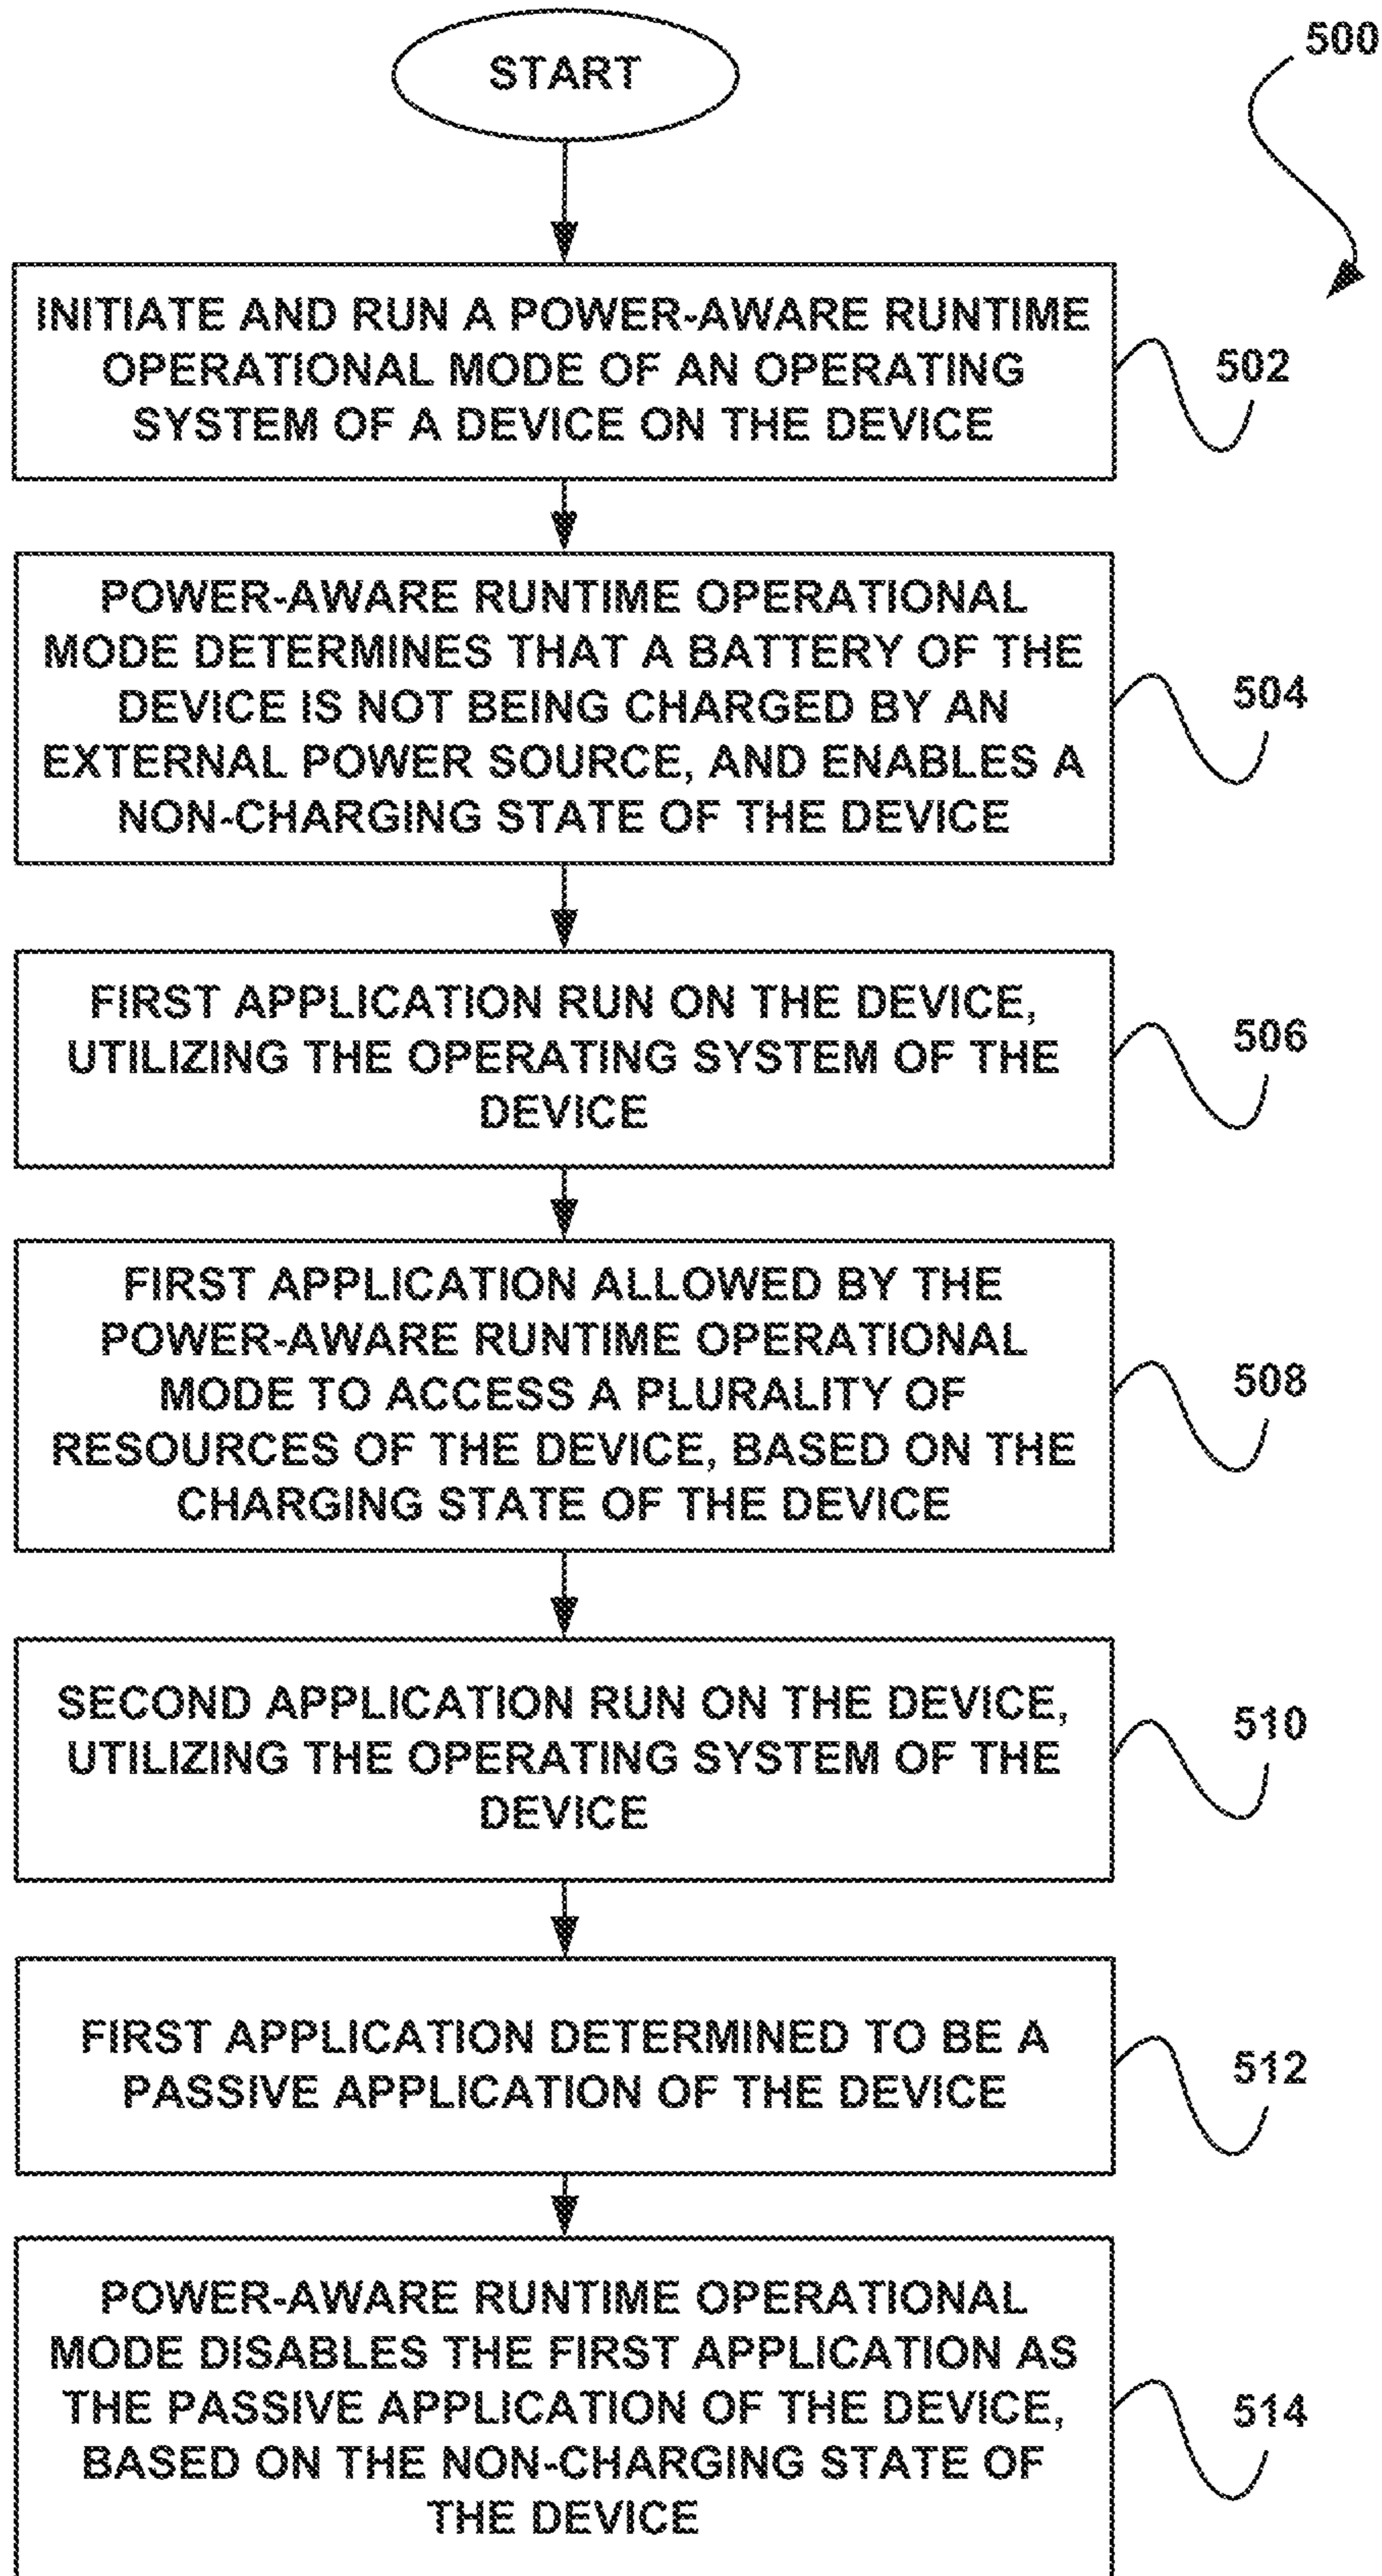 START
500
INITIATE AND RUN A POWER-AWARE RUNTIME
OPERATIONAL MODE OF AN OPERATING
SYSTEM OF A DEVICE ON THE DEVICE
502
POWER-AWARE RUNTIME OPERATIONAL
MODE DETERMINES THAT A BATTERY OF THE
DEVICE IS NOT BEING CHARGED BY AN
EXTERNAL POWER SOURCE, AND ENABLES A
NON-CHARGING STATE OF THE DEVICE
504
FIRST APPLICATION RUN ON THE DEVICE,
UTILIZING THE OPERATING SYSTEM OF THE
DEVICE
506
FIRST APPLICATION ALLOWED BY THE
POWER-AWARE RUNTIME OPERATIONAL
MODE TO ACCESS A PLURALITY OF
RESOURCES OF THE DEVICE, BASED ON THE
CHARGING STATE OF THE DEVICE
508
SECOND APPLICATION RUN ON THE DEVICE,
UTILIZING THE OPERATING SYSTEM OF THE
DEVICE
510
FIRST APPLICATION DETERMINED TO BE A
PASSIVE APPLICATION OF THE DEVICE
512
POWER-AWARE RUNTIME OPERATIONAL
MODE DISABLES THE FIRST APPLICATION AS
THE PASSIVE APPLICATION OF THE DEVICE,
BASED ON THE NON-CHARGING STATE OF
THE DEVICE
514